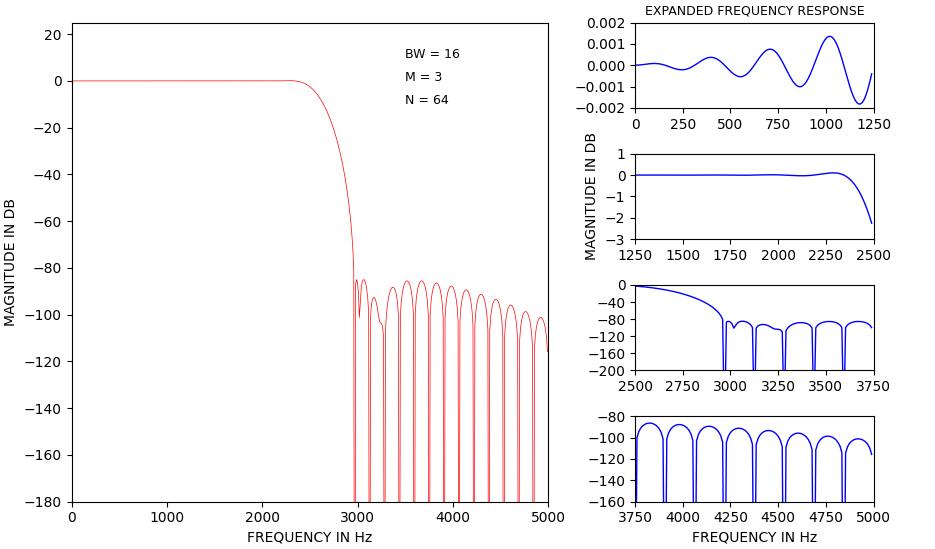 20
0
−20
−40
−60
−80
−100
−120
−140
−160
−180
0 1000 2000 3000 4000 5000
FREQUENCY IN Hz
MAGNITUDE IN DB
BW = 16
M = 3
N = 64
EXPANDED FREQUENCY RESPONSE
0.002
0.001
0.000
−0.001
−0.002
0 250 500 750 1000 1250
MAGNITUDE IN DB
1
0
−1
−2
−3
1250 1500 1750 2000 2250 2500
0
−40
−80
−120
−160
−200
2500 2750 3000 3250 3500 3750
−80
−100
−120
−140
−160
3750 4000 4250 4500 4750 5000
FREQUENCY IN Hz